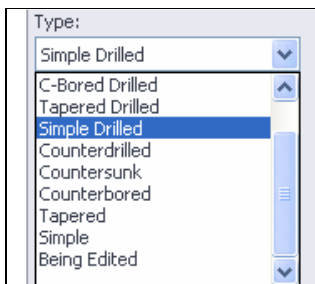 Type:
Simple Drilled
C-Bored Drilled
Tapered Drilled
Simple Drilled
Counterdrilled
Countersunk
Counterbored
Tapered
Simple
Being Edited